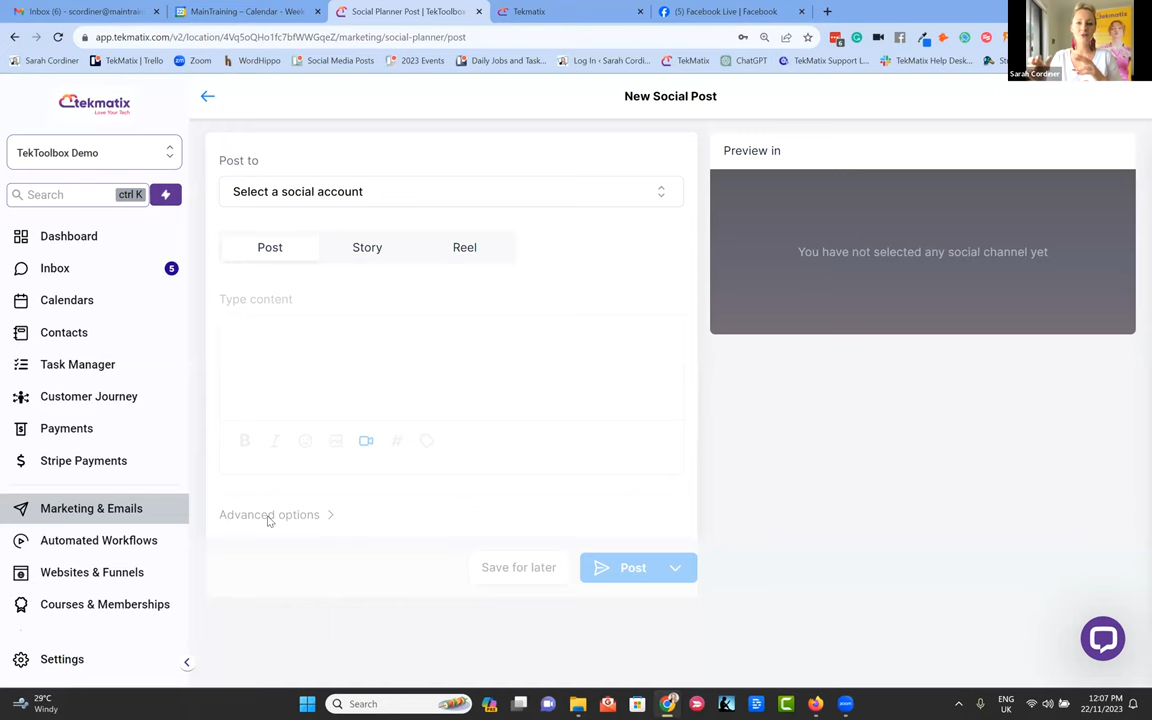 Inbox (6) – scordiner@maintrain
MainTraining – Calendar - Week
Social Planner Post | TekToolbox
Tekmatix
(5) Facebook Live | Facebook
app.tekmatix.com/v2/location/4Vq5oQHo1fc7bfWWGqeZ/marketing/social-planner/post
Sarah Cordiner
TekMatix | Trello
Zoom
WordHippo
Social Media Posts
2023 Events
Daily Jobs and Task...
Log In ‹ Sarah Cordi...
TekMatix
ChatGPT
TekMatix Support L...
TekMatix Help Desk...
Sarah Cordiner
tekmatix
Love Your Tech
New Social Post
TekToolbox Demo
Search ctrl K
Dashboard
Inbox 5
Calendars
Contacts
Task Manager
Customer Journey
Payments
Stripe Payments
Marketing & Emails
Automated Workflows
Websites & Funnels
Courses & Memberships
Settings
Post to
Select a social account
Post Story Reel
Type content
B I #
Advanced options
Save for later
Post
Preview in
You have not selected any social channel yet
29°C
Windy
Search
ENG
UK
12:07 PM
22/11/2023